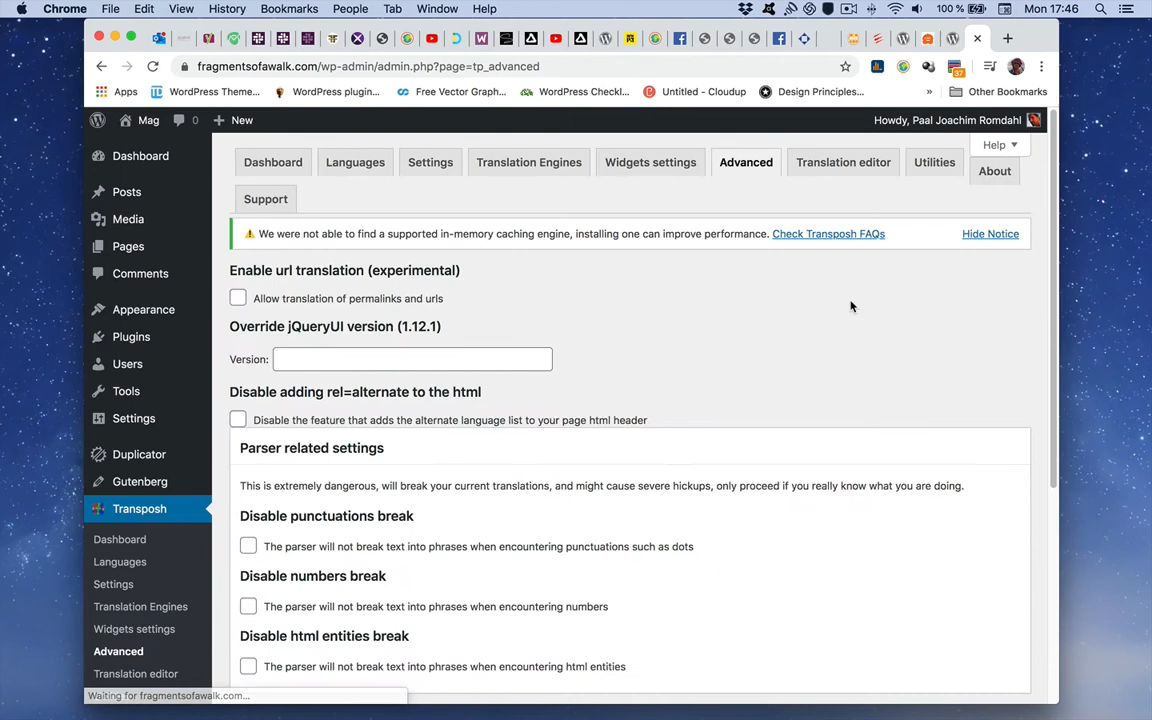 Chrome File Edit View History Bookmarks People Tab Window Help 100 % Mon 17:46
fragmentsofawalk.com/wp-admin/admin.php?page=tp_advanced
37
Apps WordPress Theme... WordPress plugin... Free Vector Graph... WordPress Checkl... Untitled - Cloudup Design Principles... » Other Bookmarks
Mag 0 New Howdy, Paal Joachim Romdahl
Help
Dashboard
Posts
Media
Pages
Comments
Appearance
Plugins
Users
Tools
Settings
Duplicator
Gutenberg
Transposh
Dashboard
Languages
Settings
Translation Engines
Widgets settings
Advanced
Translation editor
Dashboard Languages Settings Translation Engines Widgets settings Advanced Translation editor Utilities About
Support
We were not able to find a supported in-memory caching engine, installing one can improve performance. Check Transposh FAQs Hide Notice
Enable url translation (experimental)
Allow translation of permalinks and urls
Override jQueryUI version (1.12.1)
Version:
Disable adding rel=alternate to the html
Disable the feature that adds the alternate language list to your page html header
Parser related settings
This is extremely dangerous, will break your current translations, and might cause severe hickups, only proceed if you really know what you are doing.
Disable punctuations break
The parser will not break text into phrases when encountering punctuations such as dots
Disable numbers break
The parser will not break text into phrases when encountering numbers
Disable html entities break
The parser will not break text into phrases when encountering html entities
Waiting for fragmentsofawalk.com...